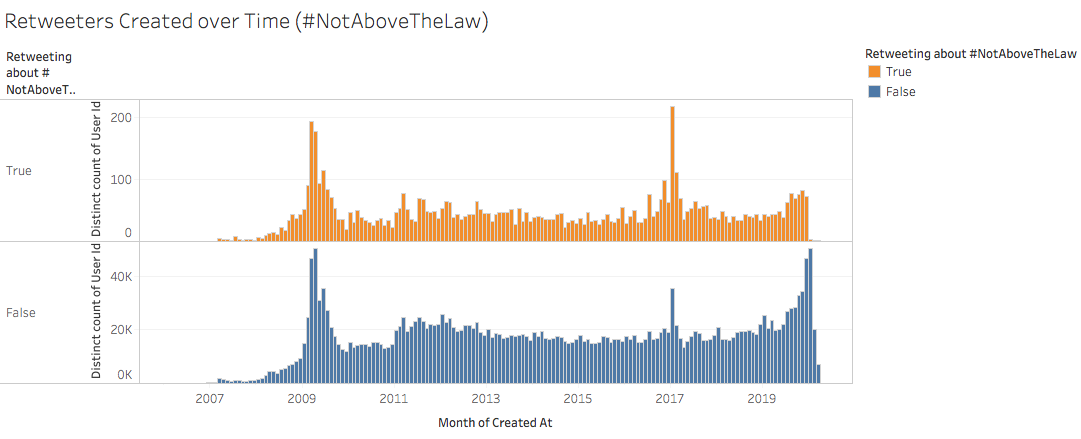 Retweeters Created over Time (#NotAboveTheLaw)
Retweeting
about #
NotAboveT..
Retweeting about #NotAboveTheLaw
True
False
True
Distinct count of User Id
200
100
0
False
Distinct count of User Id
40K
20K
0K
2007 2009 2011 2013 2015 2017 2019
Month of Created At